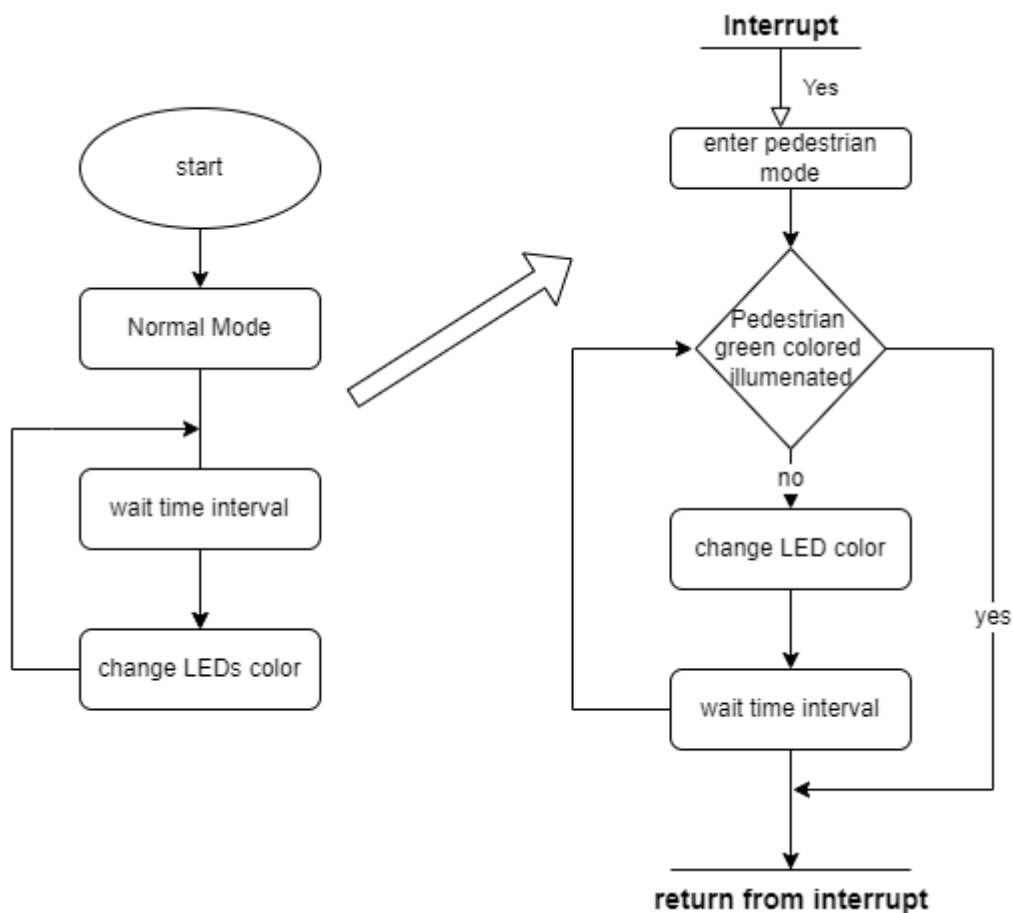 start
Normal Mode
wait time interval
change LEDs color
Interrupt
Yes
enter pedestrian
mode
Pedestrian
green colored
illumenated
no
change LED color
yes
wait time interval
return from interrupt